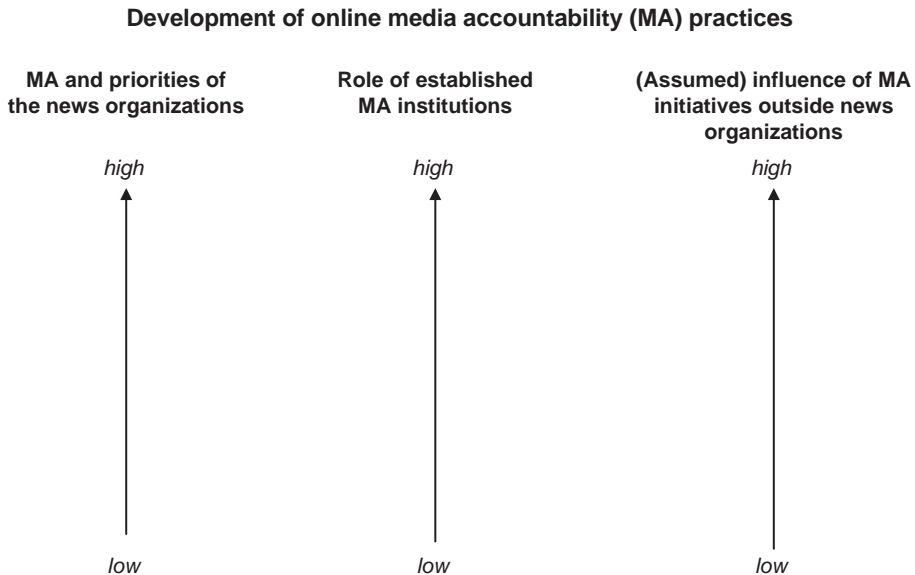 Development of online media accountability (MA) practices
MA and priorities of
the news organizations
Role of established
MA institutions
(Assumed) influence of MA
initiatives outside news
organizations
high
high
high
low
low
low